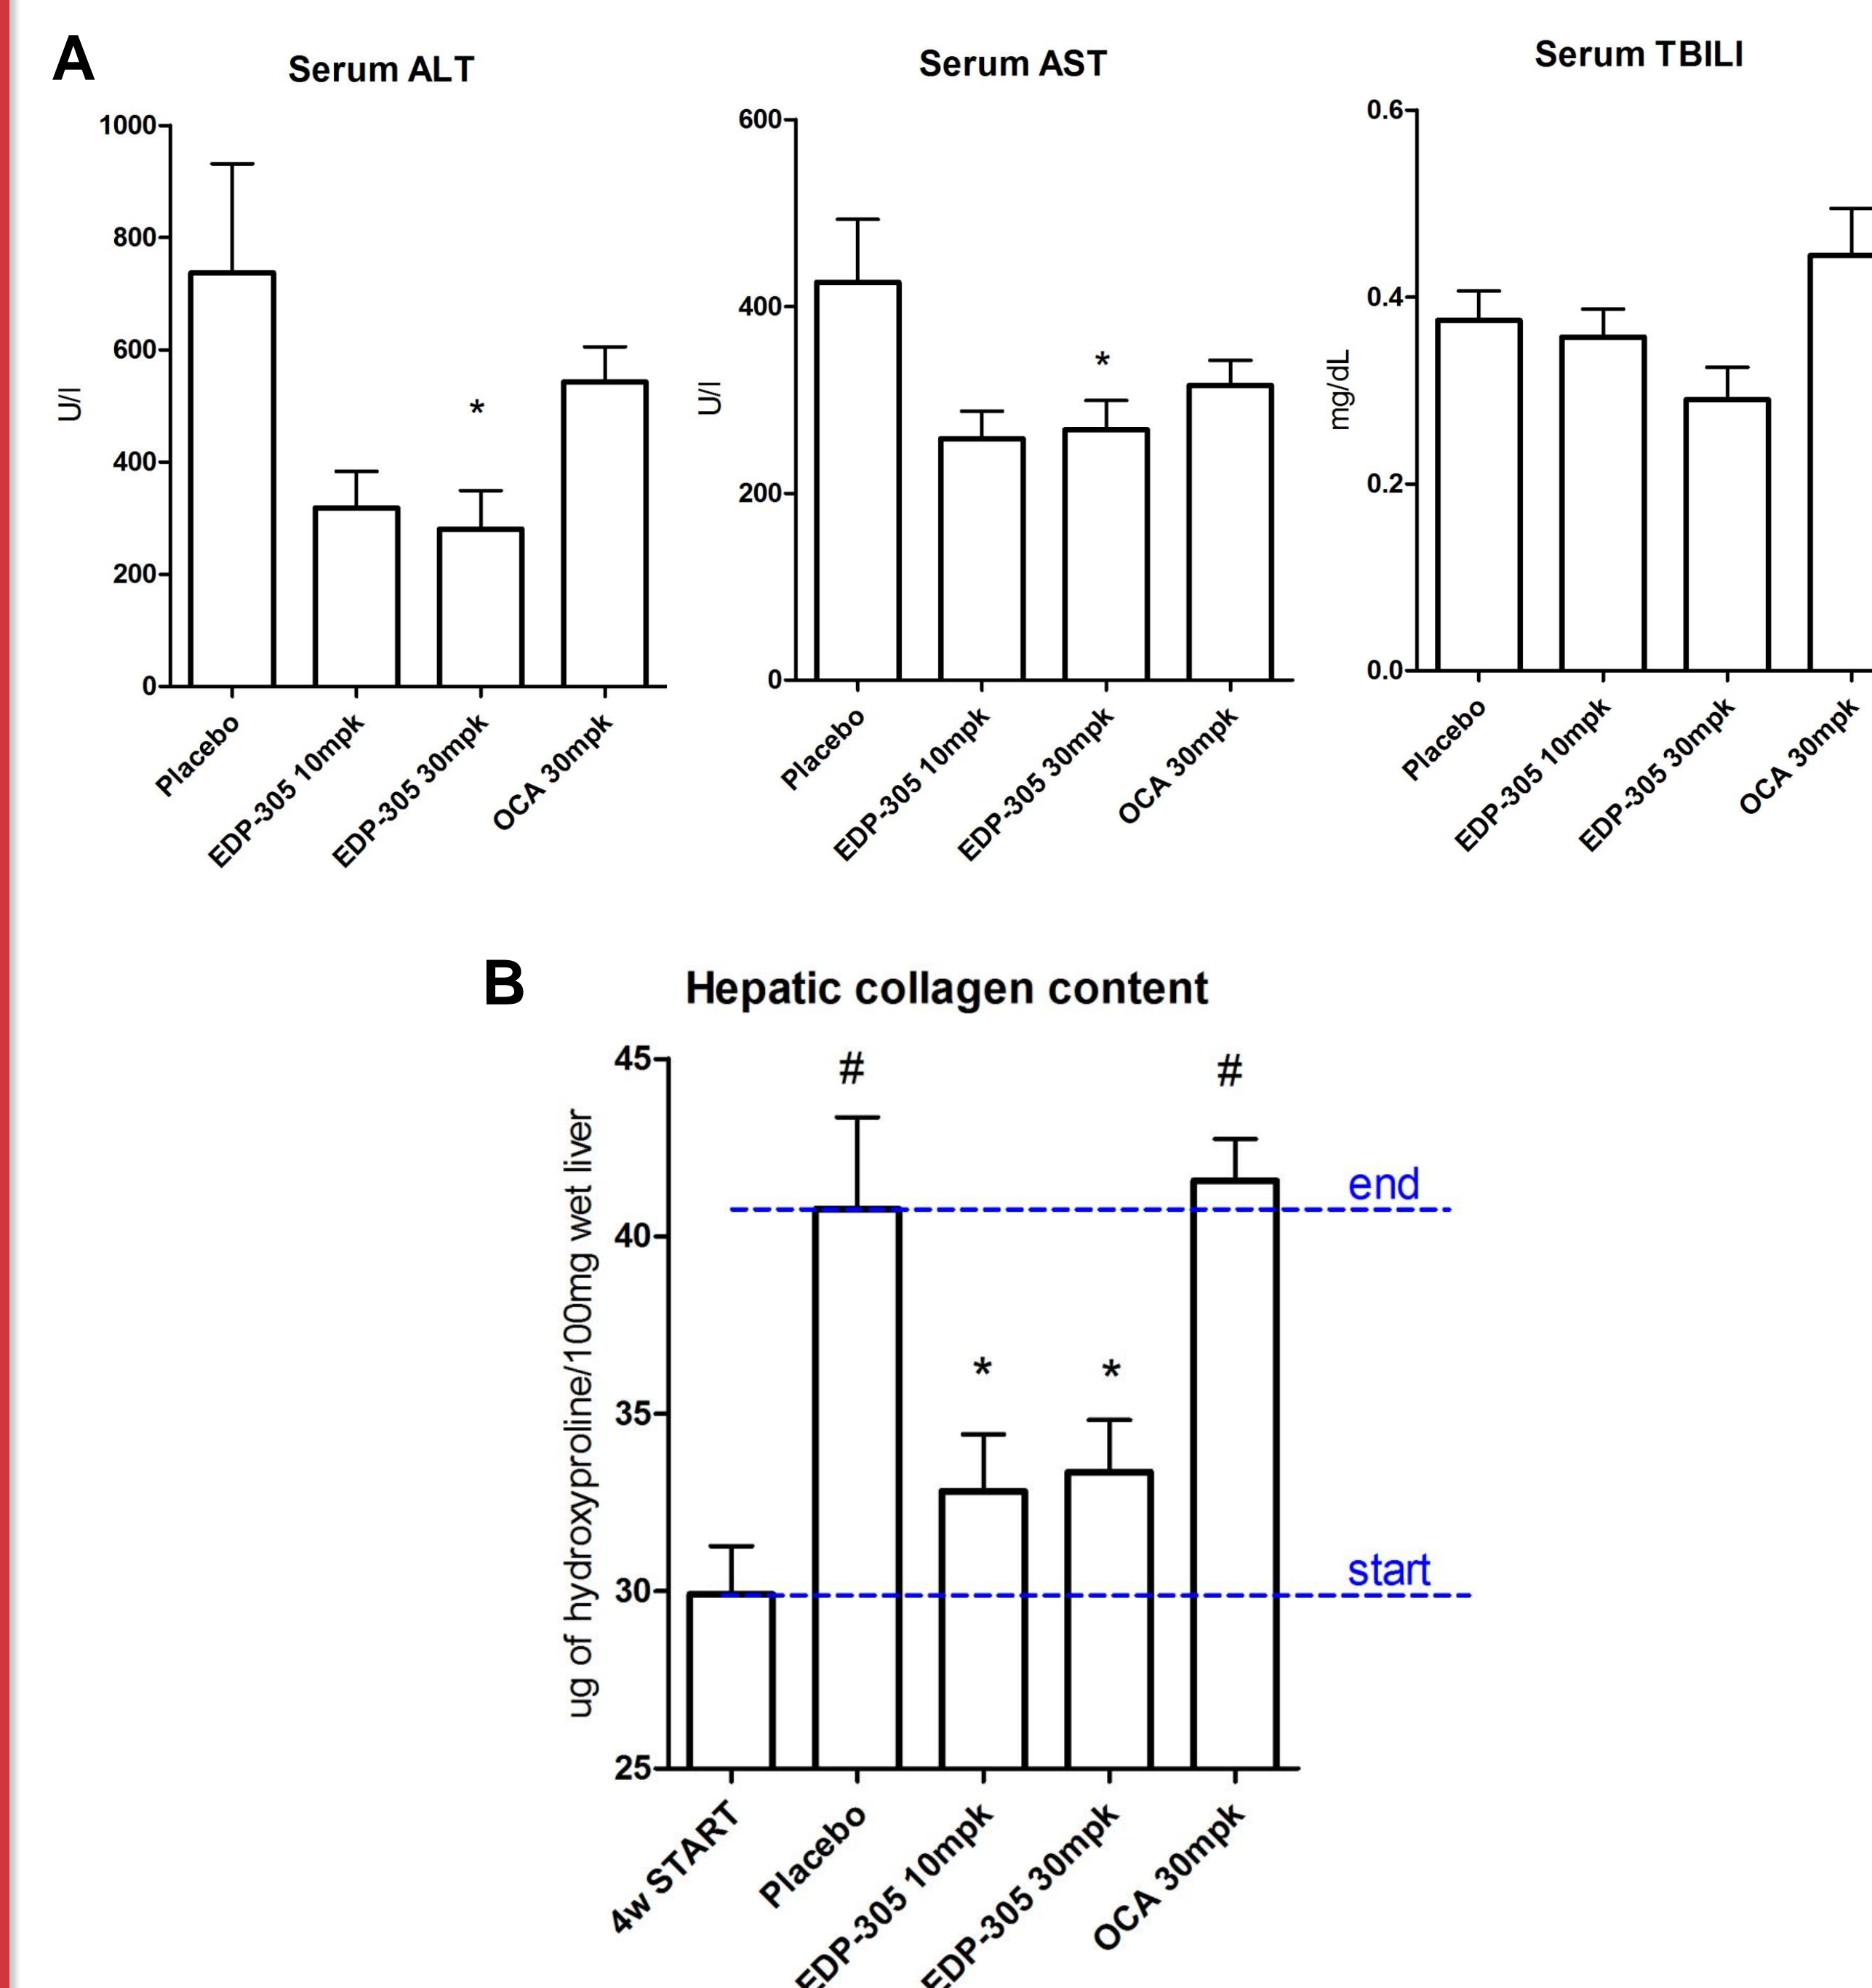 A
Serum ALT
1000
800
600
400
200
0
U/l
*
Placebo
EDP-305 10mpk
EDP-305 30mpk
OCA 30mpk
Serum AST
600
400
200
0
U/l
*
Placebo
EDP-305 10mpk
EDP-305 30mpk
OCA 30mpk
Serum TBILI
0.6
0.4
0.2
0.0
mg/dL
Placebo
EDP-305 10mpk
EDP-305 30mpk
OCA 30mpk
B
Hepatic collagen content
45
40
35
30
25
ug of hydroxyproline/100mg wet liver
#
*
*
#
end
start
4w START
Placebo
EDP-305 10mpk
EDP-305 30mpk
OCA 30mpk